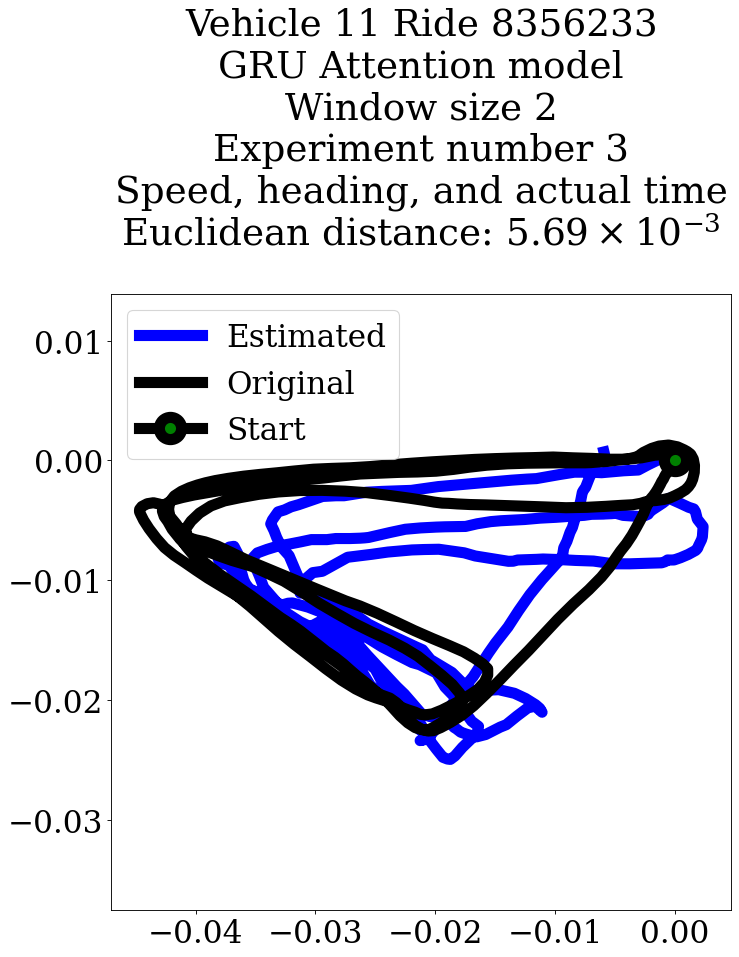 Vehicle 11 Ride 8356233
GRU Attention model
Window size 2
Experiment number 3
Speed, heading, and actual time
Euclidean distance: 5.69 × 10⁻³
Estimated
Original
Start
0.01
0.00
−0.01
−0.02
−0.03
−0.04 −0.03 −0.02 −0.01 0.00